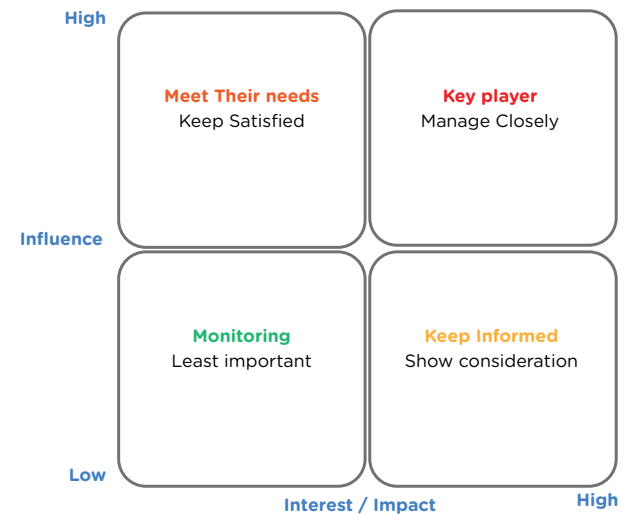 High
Meet Their needs
Keep Satisfied
Key player
Manage Closely
Influence
Monitoring
Least important
Keep Informed
Show consideration
Low
Interest / Impact
High